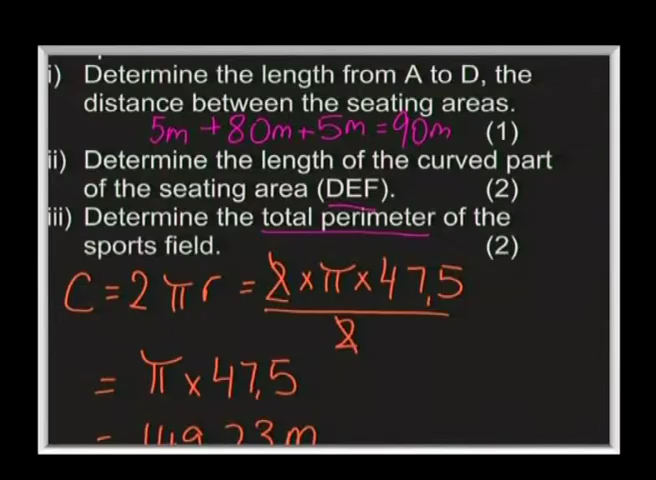 i) Determine the length from A to D, the
distance between the seating areas.
5m + 80m + 5m = 90m (1)
ii) Determine the length of the curved part
of the seating area (DEF). (2)
iii) Determine the total perimeter of the
sports field. (2)
C = 2πr = 2 × π × 47,5
2
= π × 47,5
= 149,23m